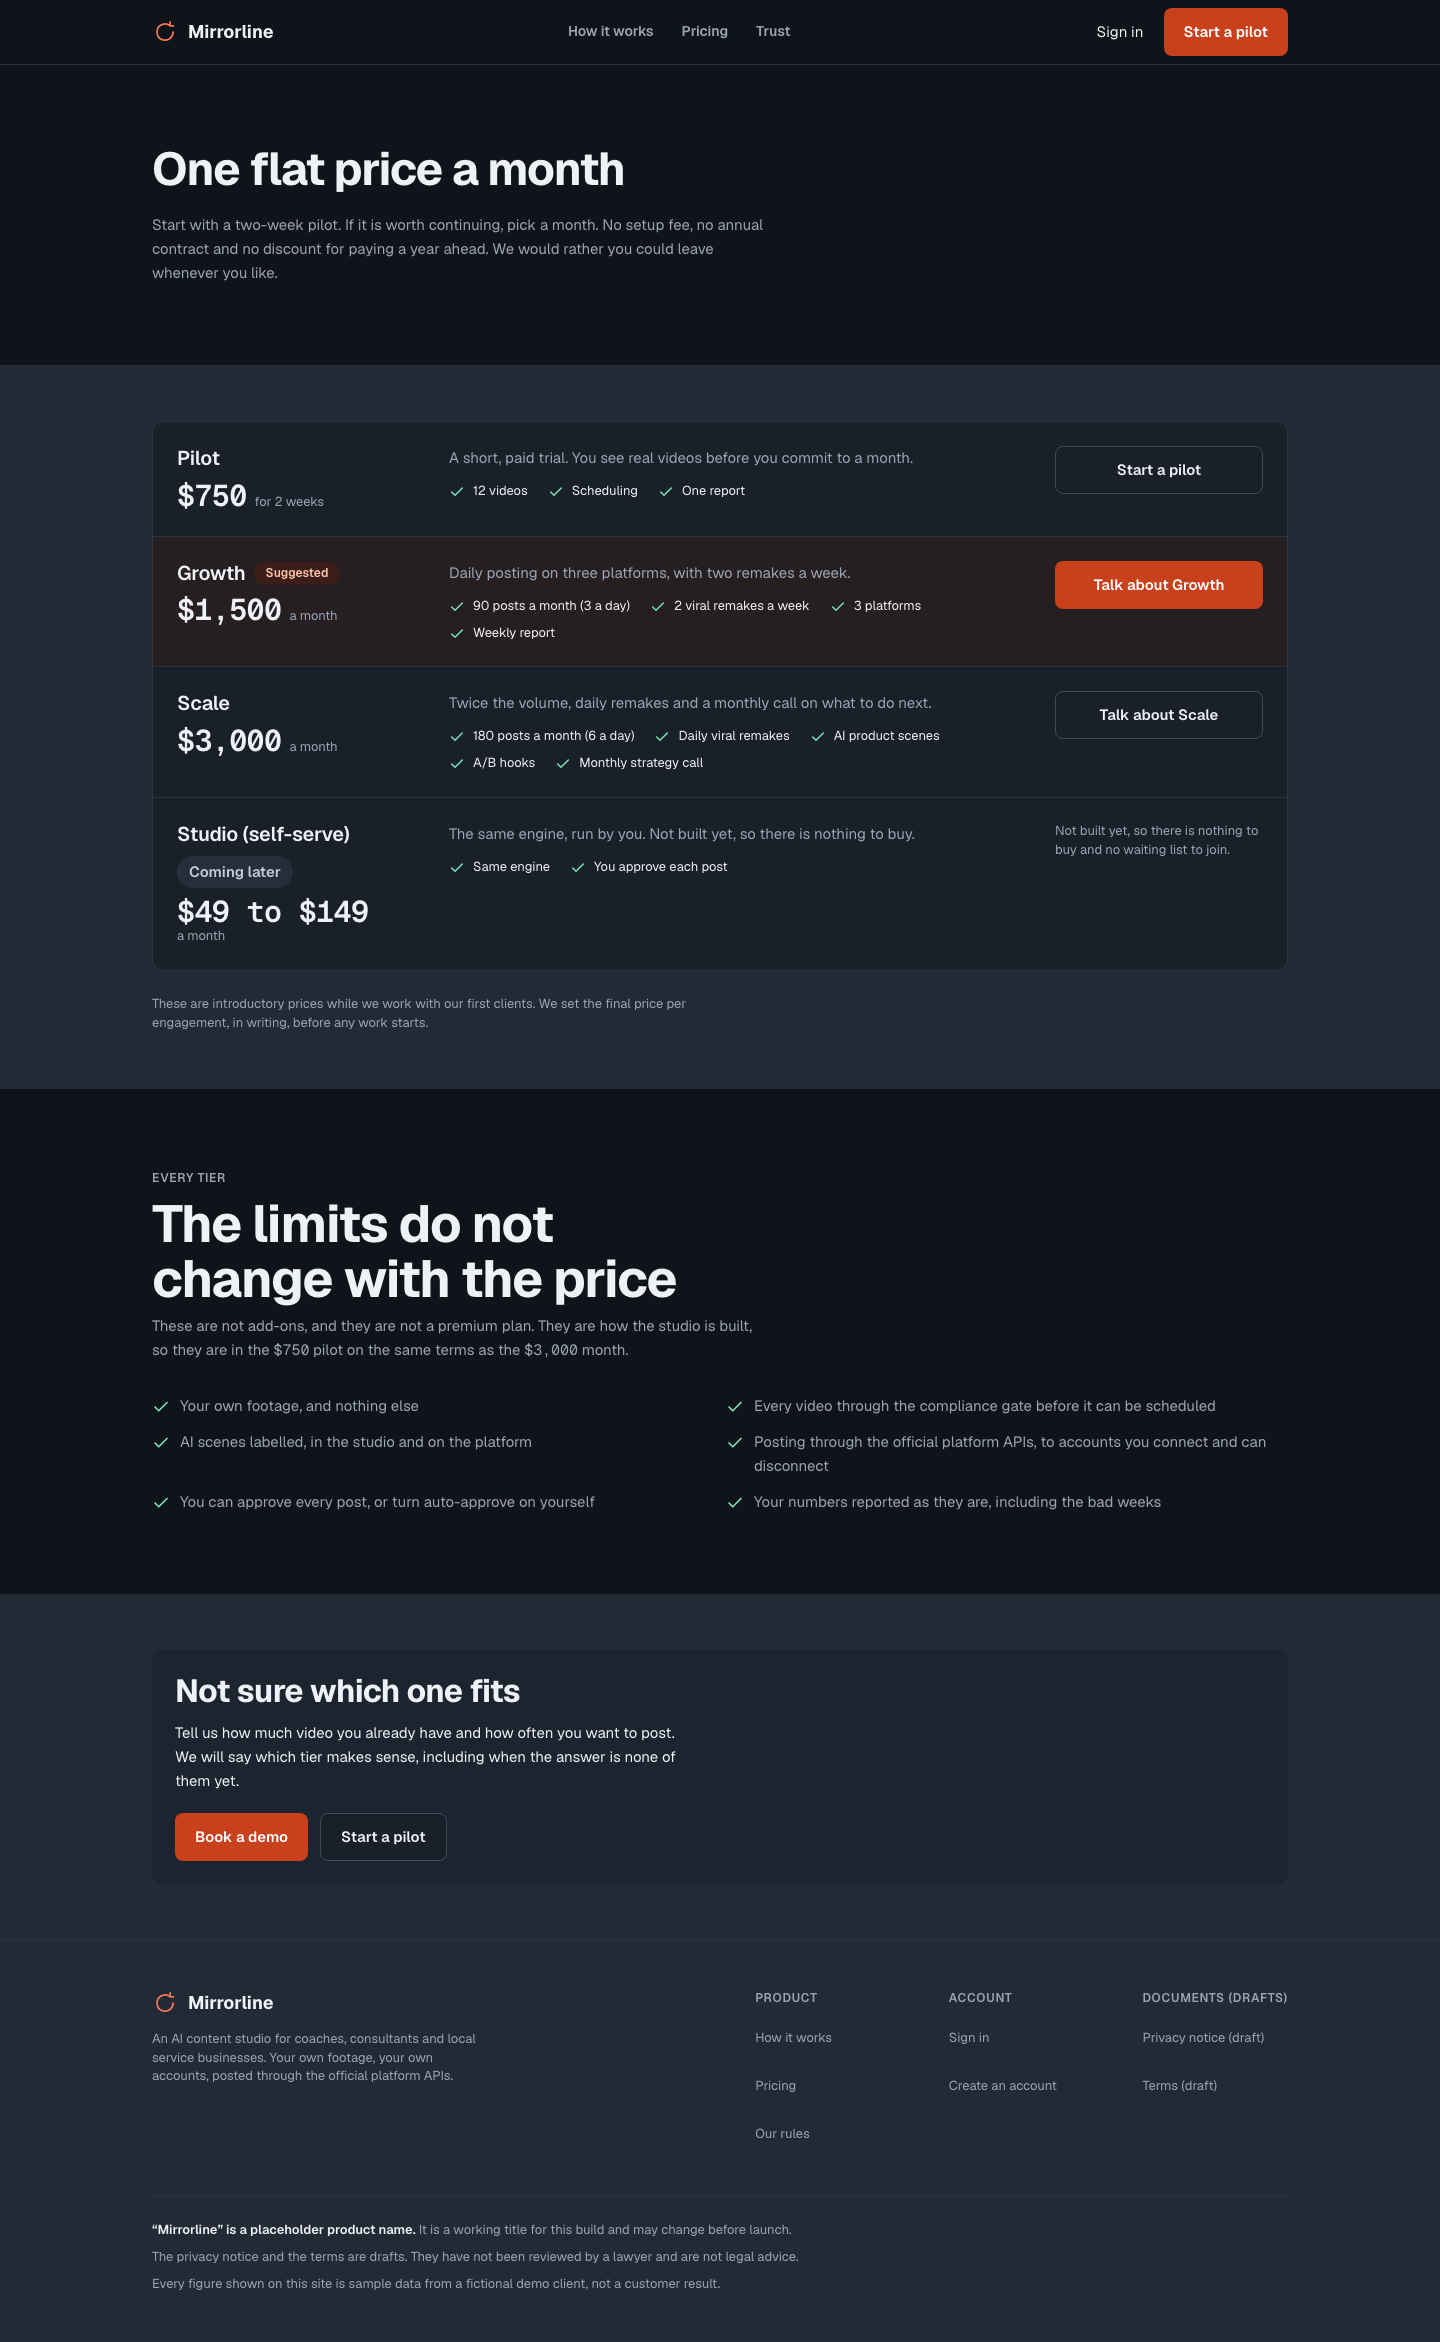 Mirrorline
How it works
Pricing
Trust
Sign in
Start a pilot
One flat price a month
Start with a two-week pilot. If it is worth continuing, pick a month. No setup fee, no annual
contract and no discount for paying a year ahead. We would rather you could leave
whenever you like.
Pilot
$750 for 2 weeks
A short, paid trial. You see real videos before you commit to a month.
12 videos
Scheduling
One report
Start a pilot
Growth
Suggested
$1,500 a month
Daily posting on three platforms, with two remakes a week.
90 posts a month (3 a day)
2 viral remakes a week
3 platforms
Weekly report
Talk about Growth
Scale
$3,000 a month
Twice the volume, daily remakes and a monthly call on what to do next.
180 posts a month (6 a day)
Daily viral remakes
AI product scenes
A/B hooks
Monthly strategy call
Talk about Scale
Studio (self-serve)
Coming later
$49 to $149
a month
The same engine, run by you. Not built yet, so there is nothing to buy.
Same engine
You approve each post
Not built yet, so there is nothing to
buy and no waiting list to join.
These are introductory prices while we work with our first clients. We set the final price per
engagement, in writing, before any work starts.
EVERY TIER
The limits do not
change with the price
These are not add-ons, and they are not a premium plan. They are how the studio is built,
so they are in the $750 pilot on the same terms as the $3,000 month.
Your own footage, and nothing else
Every video through the compliance gate before it can be scheduled
AI scenes labelled, in the studio and on the platform
Posting through the official platform APIs, to accounts you connect and can
disconnect
You can approve every post, or turn auto-approve on yourself
Your numbers reported as they are, including the bad weeks
Not sure which one fits
Tell us how much video you already have and how often you want to post.
We will say which tier makes sense, including when the answer is none of
them yet.
Book a demo
Start a pilot
Mirrorline
An AI content studio for coaches, consultants and local
service businesses. Your own footage, your own
accounts, posted through the official platform APIs.
PRODUCT
How it works
Pricing
Our rules
ACCOUNT
Sign in
Create an account
DOCUMENTS (DRAFTS)
Privacy notice (draft)
Terms (draft)
“Mirrorline” is a placeholder product name. It is a working title for this build and may change before launch.
The privacy notice and the terms are drafts. They have not been reviewed by a lawyer and are not legal advice.
Every figure shown on this site is sample data from a fictional demo client, not a customer result.